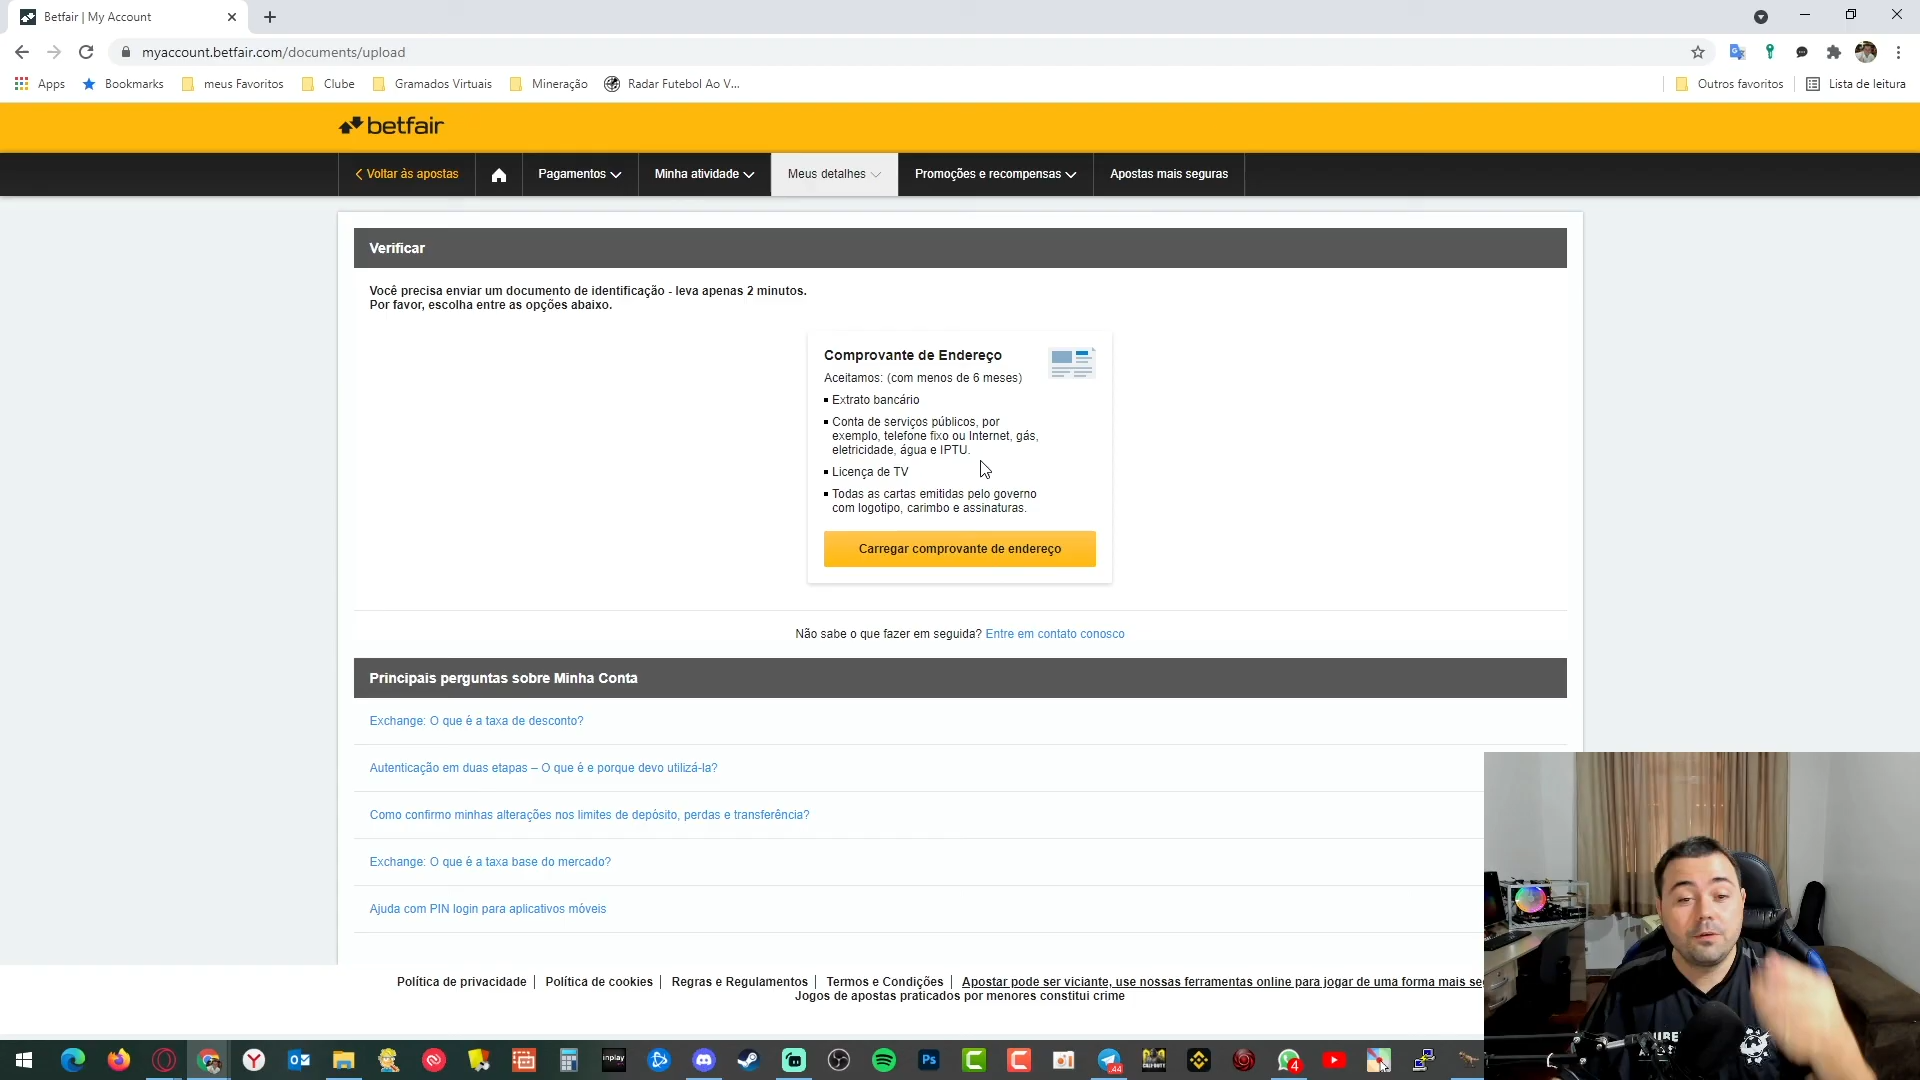 Betfair | My Account
myaccount.betfair.com/documents/upload
Apps
Bookmarks
meus Favoritos
Clube
Gramados Virtuais
Mineração
Radar Futebol Ao V...
Outros favoritos
Lista de leitura
betfair
Voltar às apostas
Pagamentos
Minha atividade
Meus detalhes
Promoções e recompensas
Apostas mais seguras
Verificar
Você precisa enviar um documento de identificação - leva apenas 2 minutos.
Por favor, escolha entre as opções abaixo.
Comprovante de Endereço
Aceitamos: (com menos de 6 meses)
Extrato bancário
Conta de serviços públicos, por
exemplo, telefone fixo ou Internet, gás,
eletricidade, água e IPTU.
Licença de TV
Todas as cartas emitidas pelo governo
com logotipo, carimbo e assinaturas.
Carregar comprovante de endereço
Não sabe o que fazer em seguida? Entre em contato conosco
Principais perguntas sobre Minha Conta
Exchange: O que é a taxa de desconto?
Autenticação em duas etapas – O que é e porque devo utilizá-la?
Como confirmo minhas alterações nos limites de depósito, perdas e transferência?
Exchange: O que é a taxa base do mercado?
Ajuda com PIN login para aplicativos móveis
Política de privacidade
Política de cookies
Regras e Regulamentos
Termos e Condições
Apostar pode ser viciante, use nossas ferramentas online para jogar de uma forma mais
Jogos de apostas praticados por menores constitui crime
inplay
Ps
44
4